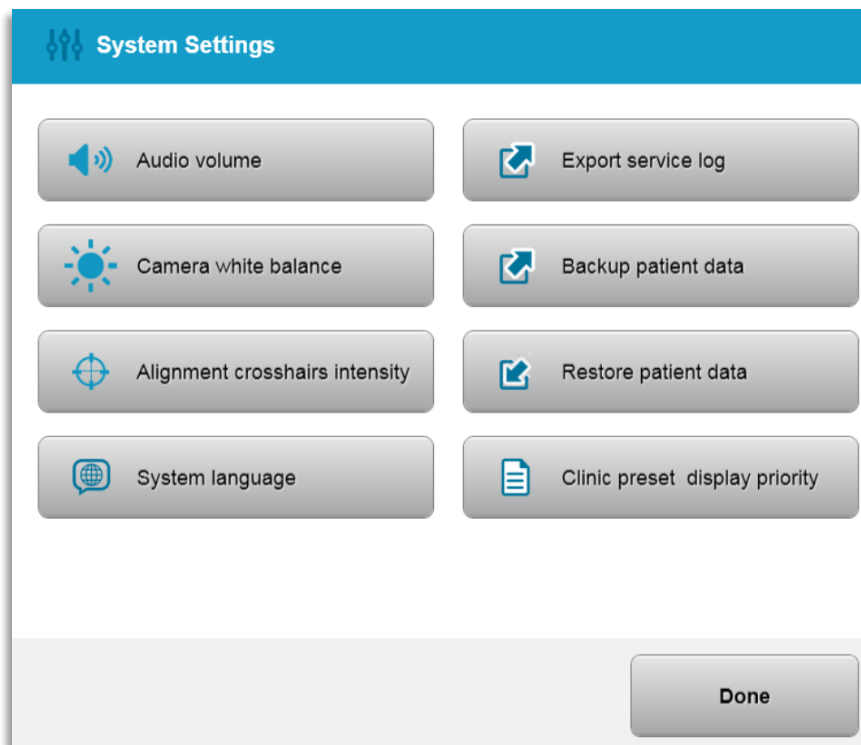 System Settings
Audio volume
Export service log
Camera white balance
Backup patient data
Alignment crosshairs intensity
Restore patient data
System language
Clinic preset  display priority
Done